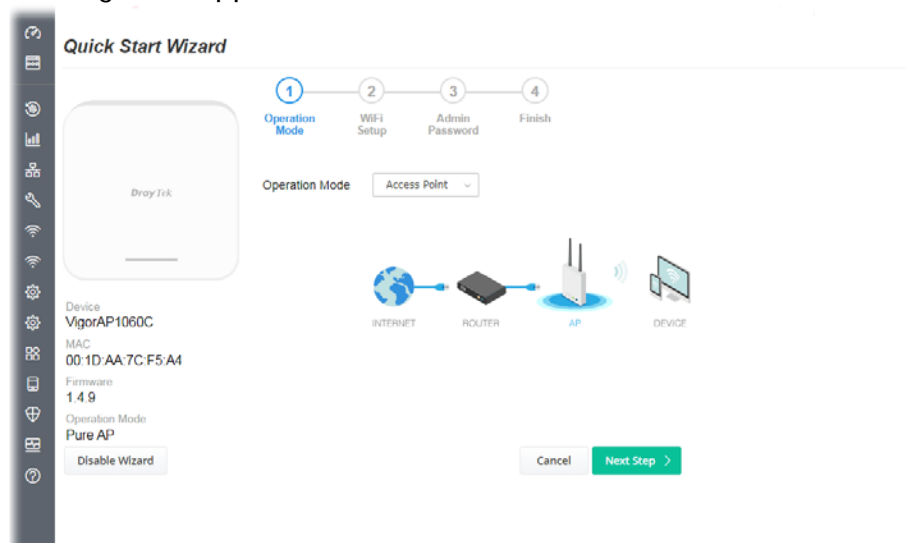 Quick Start Wizard
1 2 3 4
Operation Mode
WiFi Setup
Admin Password
Finish
DrayTek
Operation Mode Access Point
INTERNET ROUTER AP DEVICE
Device
VigorAP1060C
MAC
00:1D:AA:7C:F5:A4
Firmware
1.4.9
Operation Mode
Pure AP
Disable Wizard Cancel Next Step